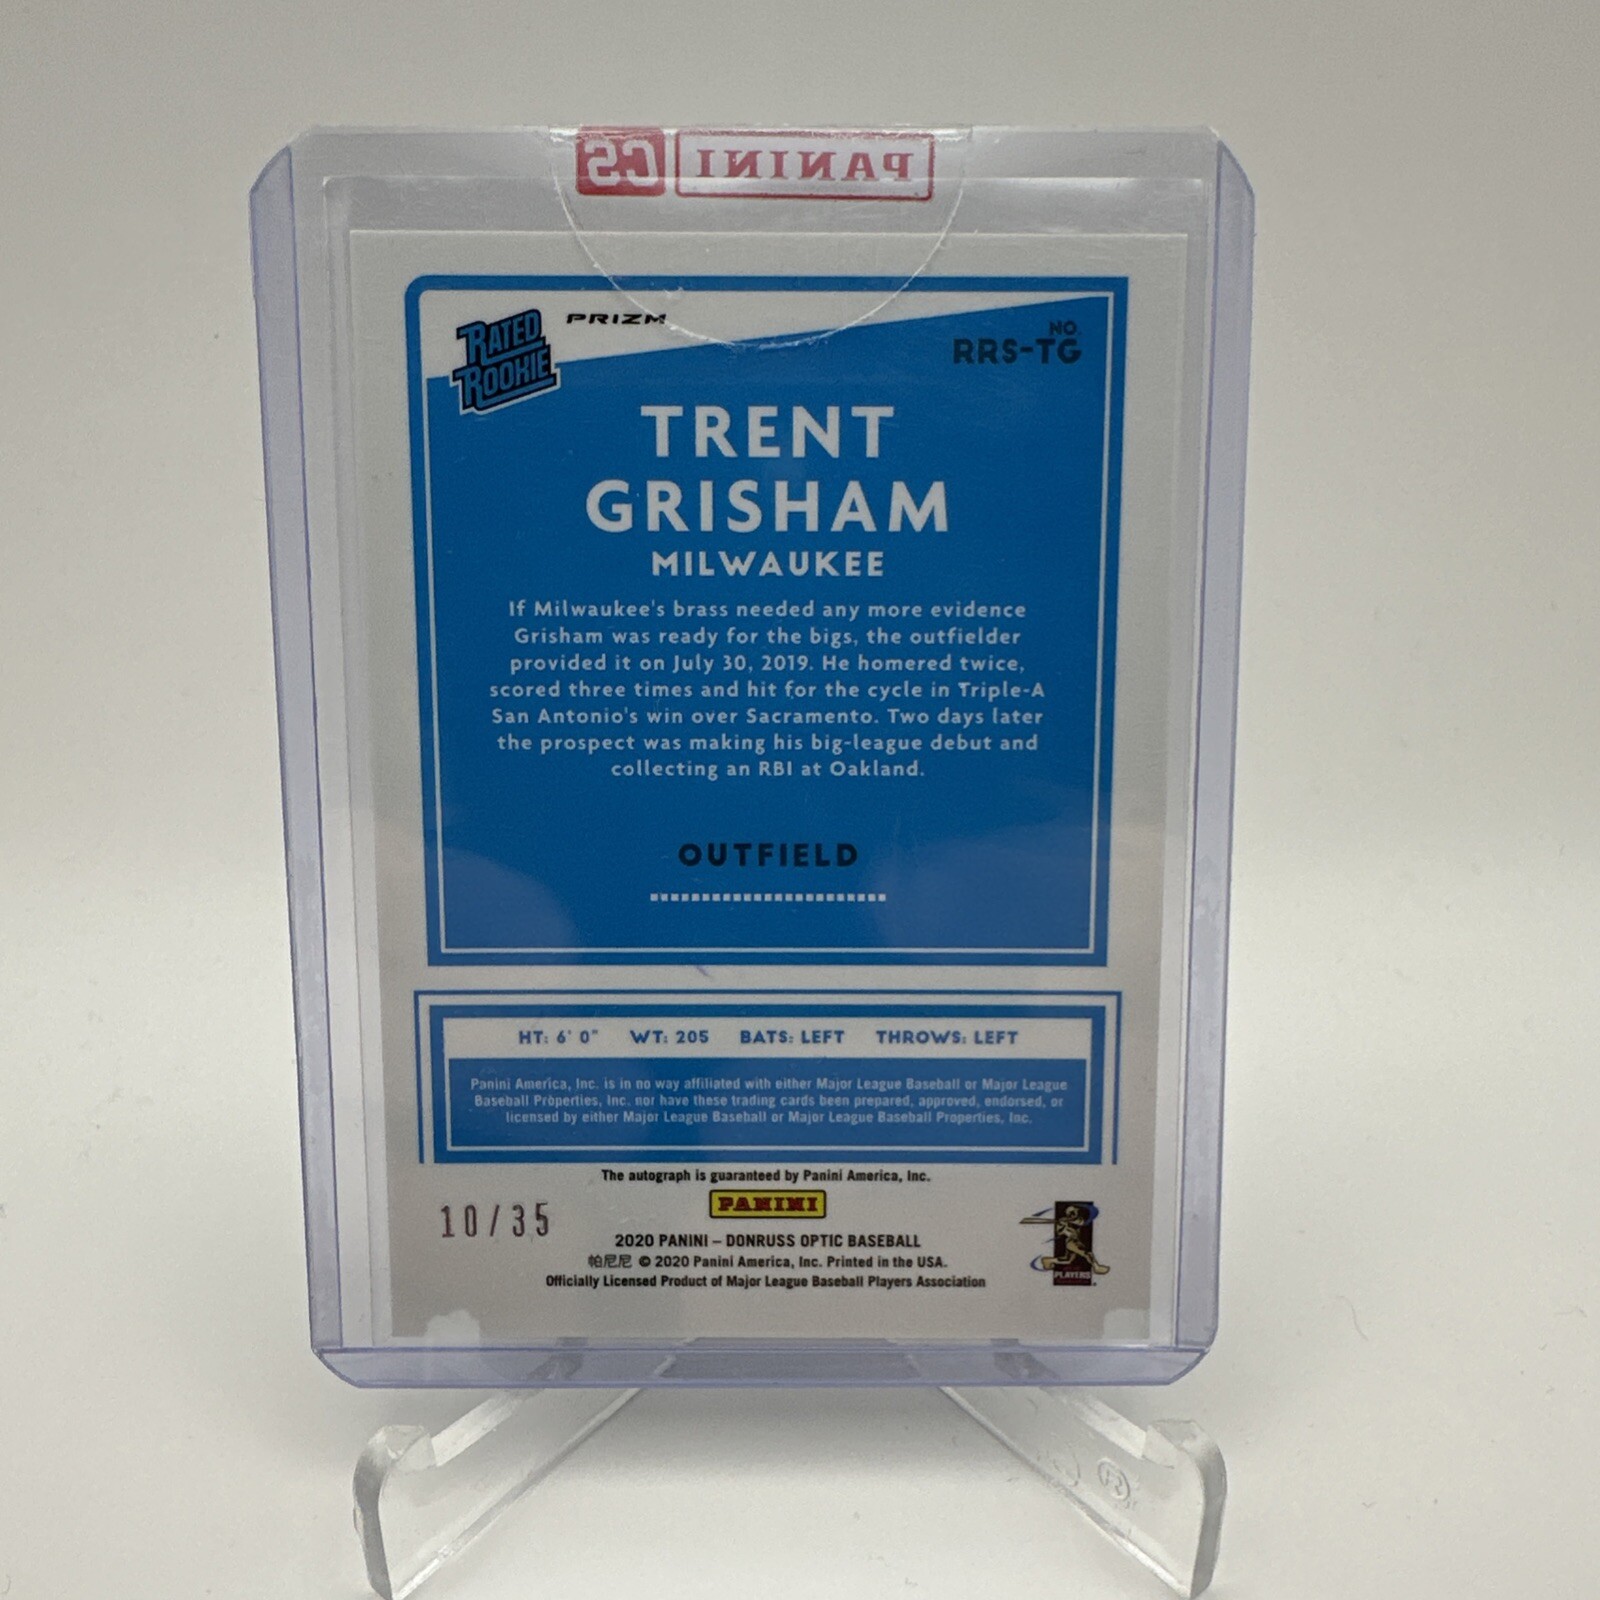 PANINI CS
RATED
ROOKIE
PRIZM
NO.
RRS-TG
TRENT
GRISHAM
MILWAUKEE
If Milwaukee's brass needed any more evidence
Grisham was ready for the bigs, the outfielder
provided it on July 30, 2019. He homered twice,
scored three times and hit for the cycle in Triple-A
San Antonio's win over Sacramento. Two days later
the prospect was making his big-league debut and
collecting an RBI at Oakland.
OUTFIELD
HT: 6' 0" WT: 205 BATS: LEFT THROWS: LEFT
Panini America, Inc. is in no way affiliated with either Major League Baseball or Major League
Baseball Properties, Inc. nor have these trading cards been prepared, approved, endorsed, or
licensed by either Major League Baseball or Major League Baseball Properties, Inc.
The autograph is guaranteed by Panini America, Inc.
PANINI
10/35
2020 PANINI – DONRUSS OPTIC BASEBALL
帕尼尼 © 2020 Panini America, Inc. Printed in the USA.
Officially Licensed Product of Major League Baseball Players Association
PLAYERS